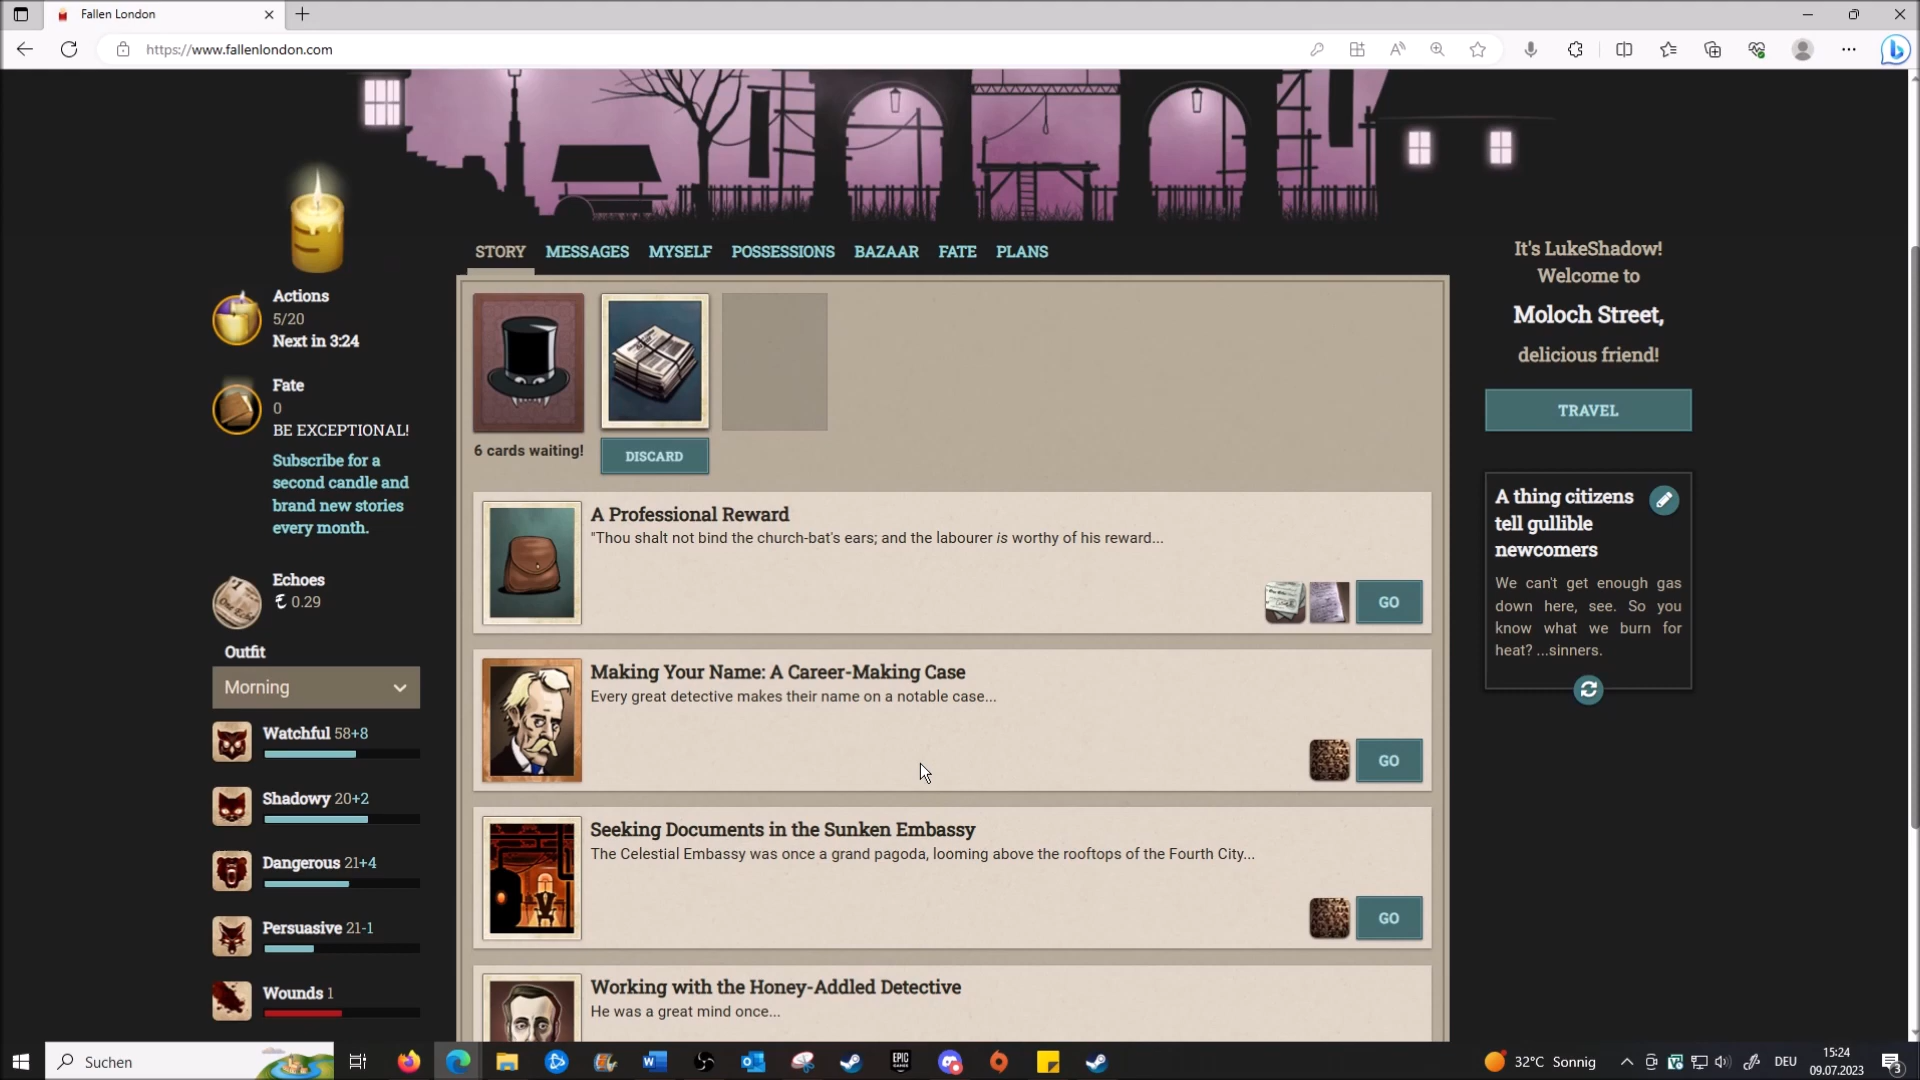 Fallen London
https://www.fallenlondon.com
STORY MESSAGES MYSELF POSSESSIONS BAZAAR FATE PLANS
Actions
5/20
Next in 3:24
Fate
0
BE EXCEPTIONAL!
Subscribe for a
second candle and
brand new stories
every month.
Echoes
0.29
Outfit
Morning
Watchful 58+8
Shadowy 20+2
Dangerous 21+4
Persuasive 21-1
Wounds 1
6 cards waiting!
DISCARD
A Professional Reward
"Thou shalt not bind the church-bat's ears; and the labourer is worthy of his reward...
GO
Making Your Name: A Career-Making Case
Every great detective makes their name on a notable case...
GO
Seeking Documents in the Sunken Embassy
The Celestial Embassy was once a grand pagoda, looming above the rooftops of the Fourth City...
GO
Working with the Honey-Addled Detective
He was a great mind once...
It's LukeShadow!
Welcome to
Moloch Street,
delicious friend!
TRAVEL
A thing citizens
tell gullible
newcomers
We can't get enough gas
down here, see. So you
know what we burn for
heat? ...sinners.
Suchen
EPIC
GAMES
32°C Sonnig
DEU
15:24
09.07.2023
3